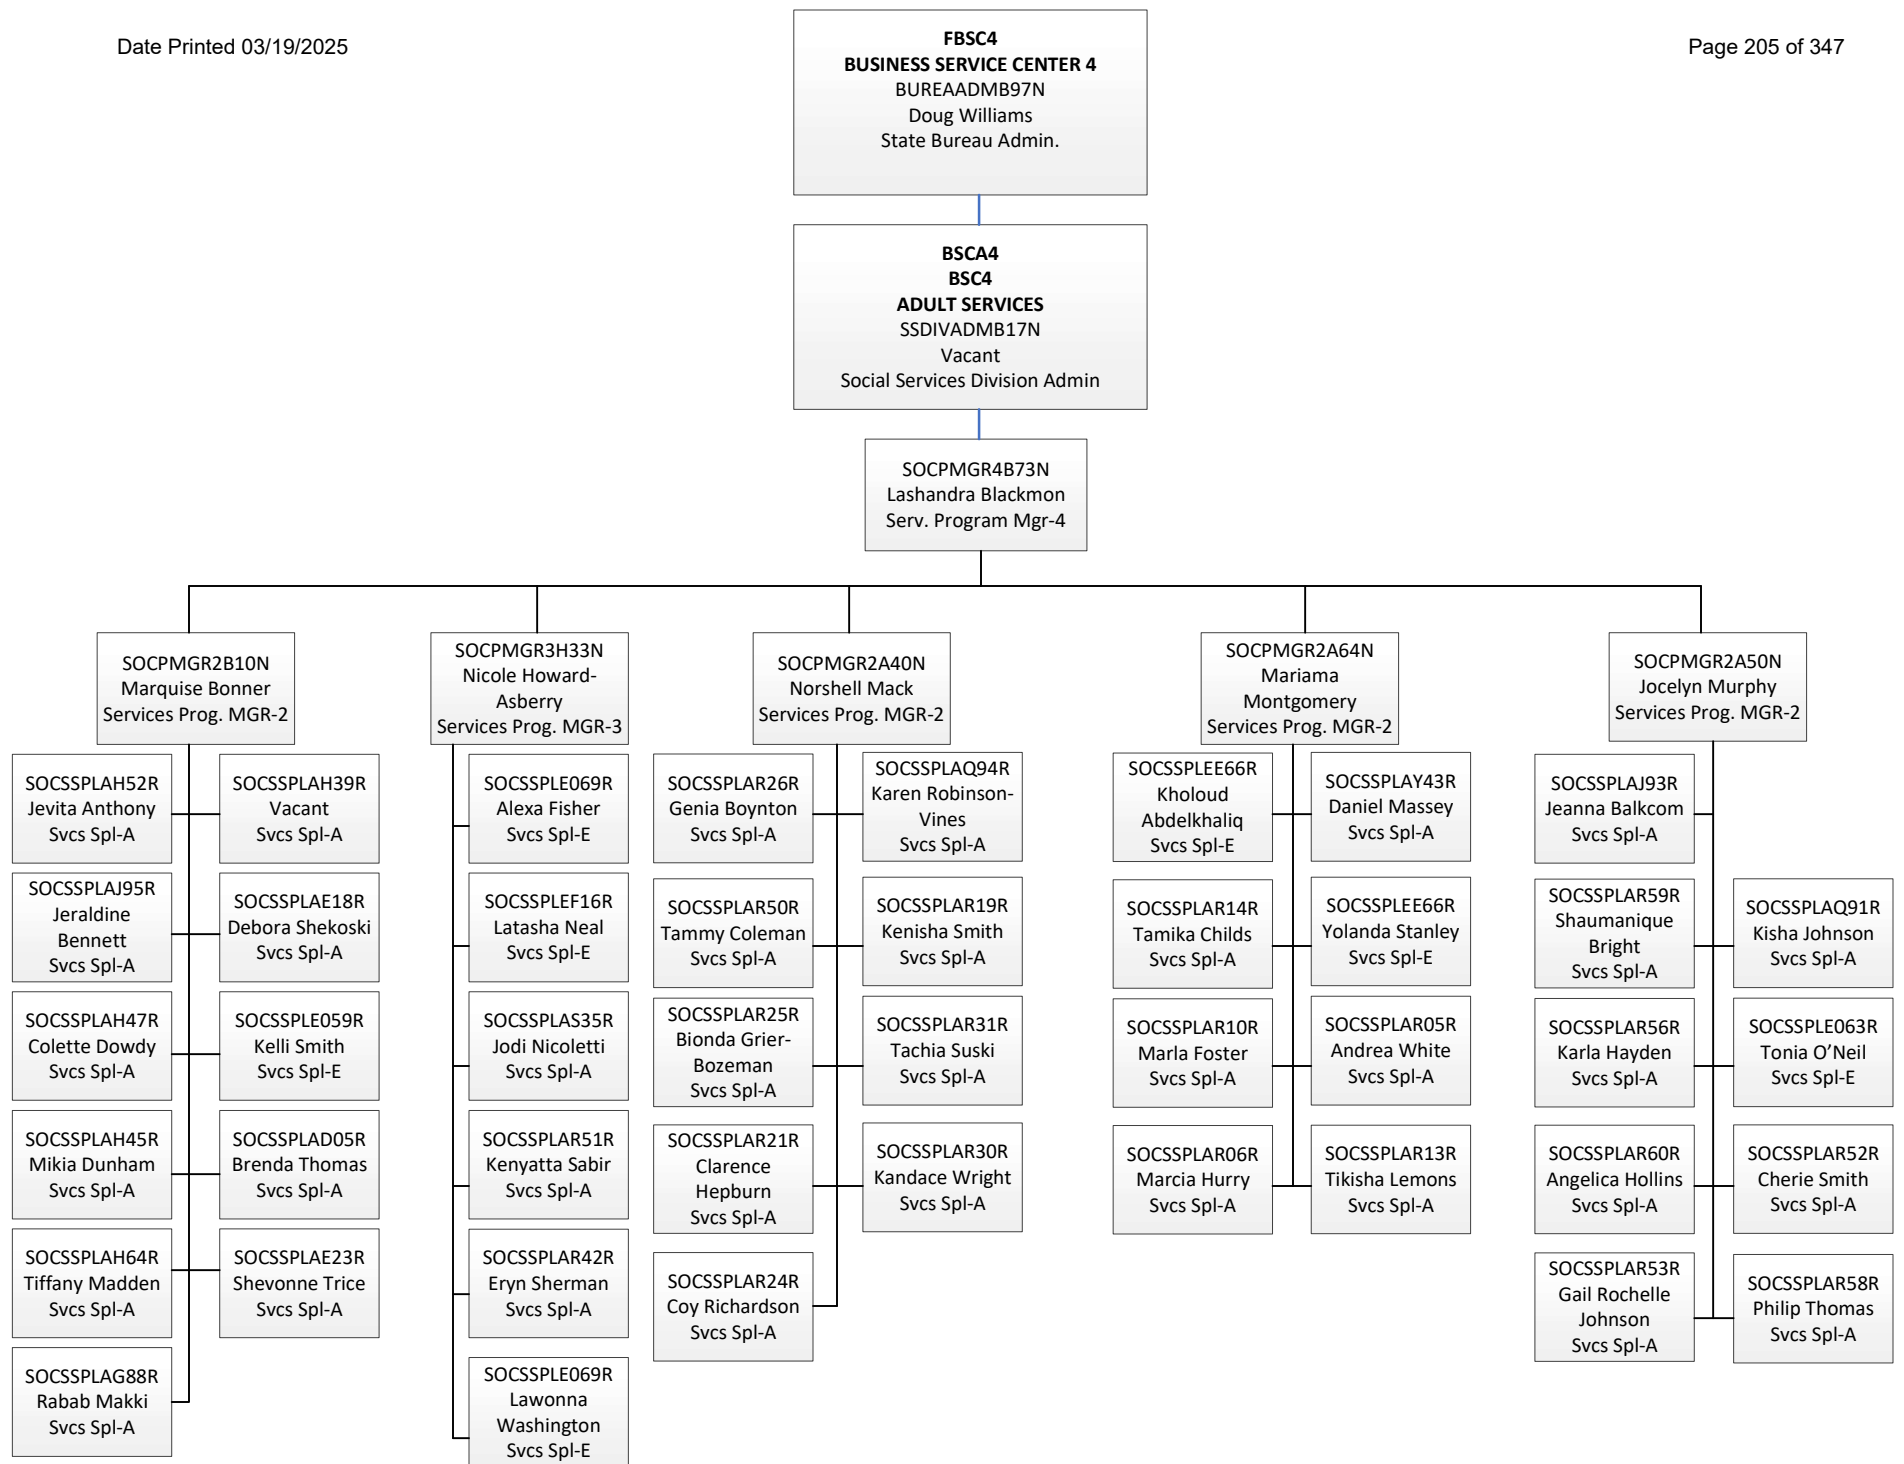 Date Printed 03/19/2025
Page 205 of 347
FBSC4
BUSINESS SERVICE CENTER 4
BUREAADMB97N
Doug Williams
State Bureau Admin.
BSCA4
BSC4
ADULT SERVICES
SSDIVADMB17N
Vacant
Social Services Division Admin
SOCPMGR4B73N
Lashandra Blackmon
Serv. Program Mgr-4
SOCPMGR2B10N
Marquise Bonner
Services Prog. MGR-2
SOCSSPLAH52R
Jevita Anthony
Svcs Spl-A
SOCSSPLAH39R
Vacant
Svcs Spl-A
SOCSSPLAJ95R
Jeraldine
Bennett
Svcs Spl-A
SOCSSPLAE18R
Debora Shekoski
Svcs Spl-A
SOCSSPLAH47R
Colette Dowdy
Svcs Spl-A
SOCSSPLE059R
Kelli Smith
Svcs Spl-E
SOCSSPLAH45R
Mikia Dunham
Svcs Spl-A
SOCSSPLAD05R
Brenda Thomas
Svcs Spl-A
SOCSSPLAH64R
Tiffany Madden
Svcs Spl-A
SOCSSPLAE23R
Shevonne Trice
Svcs Spl-A
SOCSSPLAG88R
Rabab Makki
Svcs Spl-A
SOCPMGR3H33N
Nicole Howard-
Asberry
Services Prog. MGR-3
SOCSSPLE069R
Alexa Fisher
Svcs Spl-E
SOCSSPLEF16R
Latasha Neal
Svcs Spl-E
SOCSSPLAS35R
Jodi Nicoletti
Svcs Spl-A
SOCSSPLAR51R
Kenyatta Sabir
Svcs Spl-A
SOCSSPLAR42R
Eryn Sherman
Svcs Spl-A
SOCSSPLE069R
Lawonna
Washington
Svcs Spl-E
SOCPMGR2A40N
Norshell Mack
Services Prog. MGR-2
SOCSSPLAR26R
Genia Boynton
Svcs Spl-A
SOCSSPLAQ94R
Karen Robinson-
Vines
Svcs Spl-A
SOCSSPLAR50R
Tammy Coleman
Svcs Spl-A
SOCSSPLAR19R
Kenisha Smith
Svcs Spl-A
SOCSSPLAR25R
Bionda Grier-
Bozeman
Svcs Spl-A
SOCSSPLAR31R
Tachia Suski
Svcs Spl-A
SOCSSPLAR21R
Clarence
Hepburn
Svcs Spl-A
SOCSSPLAR30R
Kandace Wright
Svcs Spl-A
SOCSSPLAR24R
Coy Richardson
Svcs Spl-A
SOCPMGR2A64N
Mariama
Montgomery
Services Prog. MGR-2
SOCSSPLEE66R
Kholoud
Abdelkhaliq
Svcs Spl-E
SOCSSPLAY43R
Daniel Massey
Svcs Spl-A
SOCSSPLAR14R
Tamika Childs
Svcs Spl-A
SOCSSPLEE66R
Yolanda Stanley
Svcs Spl-E
SOCSSPLAR10R
Marla Foster
Svcs Spl-A
SOCSSPLAR05R
Andrea White
Svcs Spl-A
SOCSSPLAR06R
Marcia Hurry
Svcs Spl-A
SOCSSPLAR13R
Tikisha Lemons
Svcs Spl-A
SOCPMGR2A50N
Jocelyn Murphy
Services Prog. MGR-2
SOCSSPLAJ93R
Jeanna Balkcom
Svcs Spl-A
SOCSSPLAR59R
Shaumanique
Bright
Svcs Spl-A
SOCSSPLAQ91R
Kisha Johnson
Svcs Spl-A
SOCSSPLAR56R
Karla Hayden
Svcs Spl-A
SOCSSPLE063R
Tonia O’Neil
Svcs Spl-E
SOCSSPLAR60R
Angelica Hollins
Svcs Spl-A
SOCSSPLAR52R
Cherie Smith
Svcs Spl-A
SOCSSPLAR53R
Gail Rochelle
Johnson
Svcs Spl-A
SOCSSPLAR58R
Philip Thomas
Svcs Spl-A